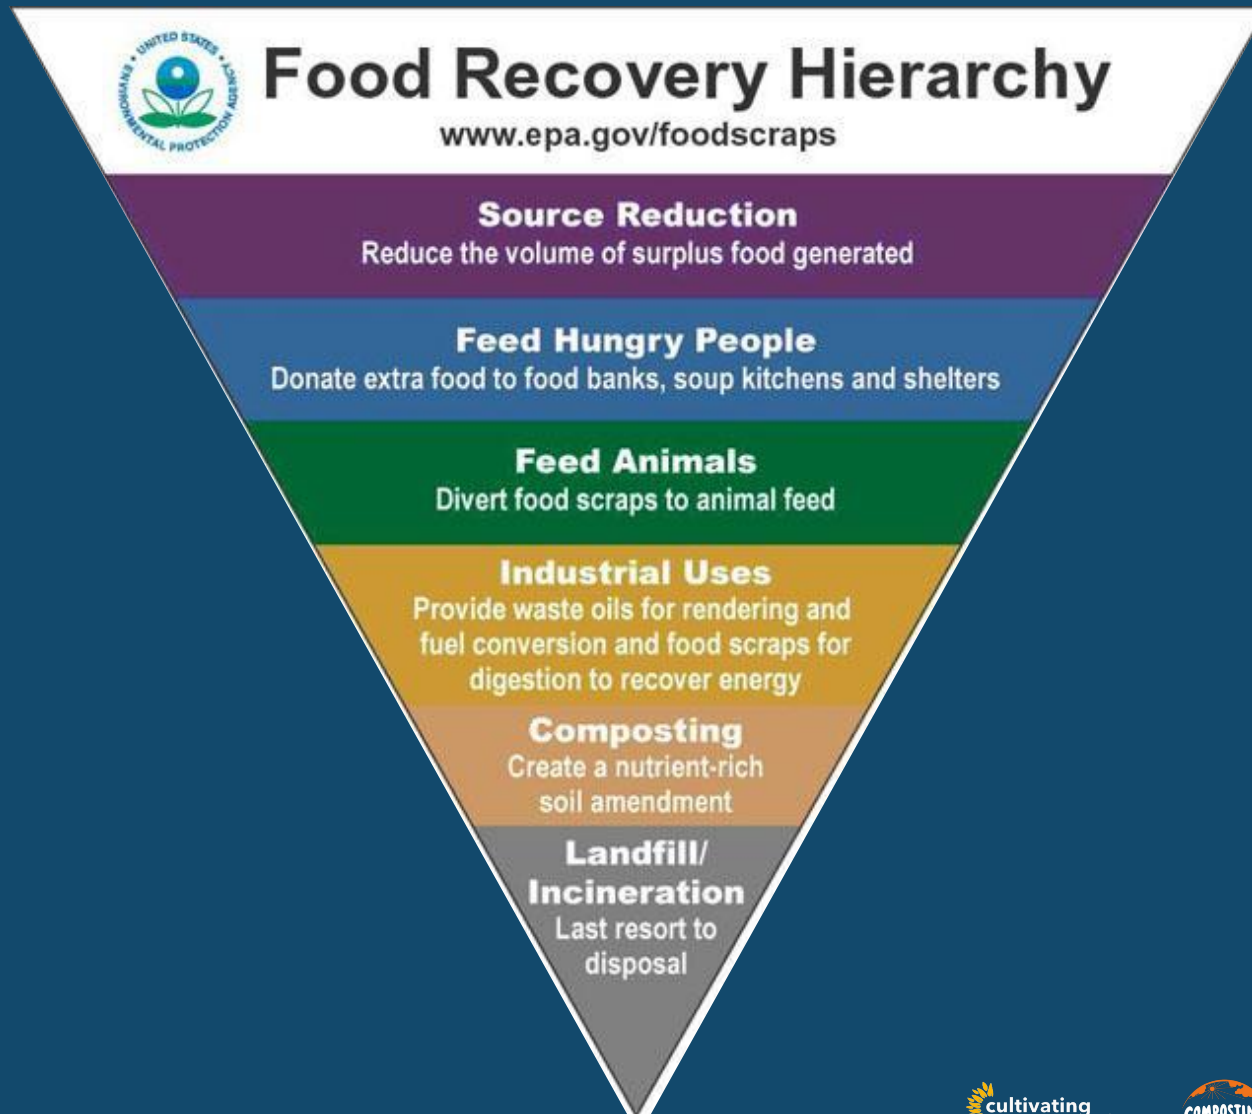 UNITED STATES
ENVIRONMENTAL PROTECTION AGENCY
Food Recovery Hierarchy
www.epa.gov/foodscraps
Source Reduction
Reduce the volume of surplus food generated
Feed Hungry People
Donate extra food to food banks, soup kitchens and shelters
Feed Animals
Divert food scraps to animal feed
Industrial Uses
Provide waste oils for rendering and
fuel conversion and food scraps for
digestion to recover energy
Composting
Create a nutrient-rich
soil amendment
Landfill/
Incineration
Last resort to
disposal
cultivating